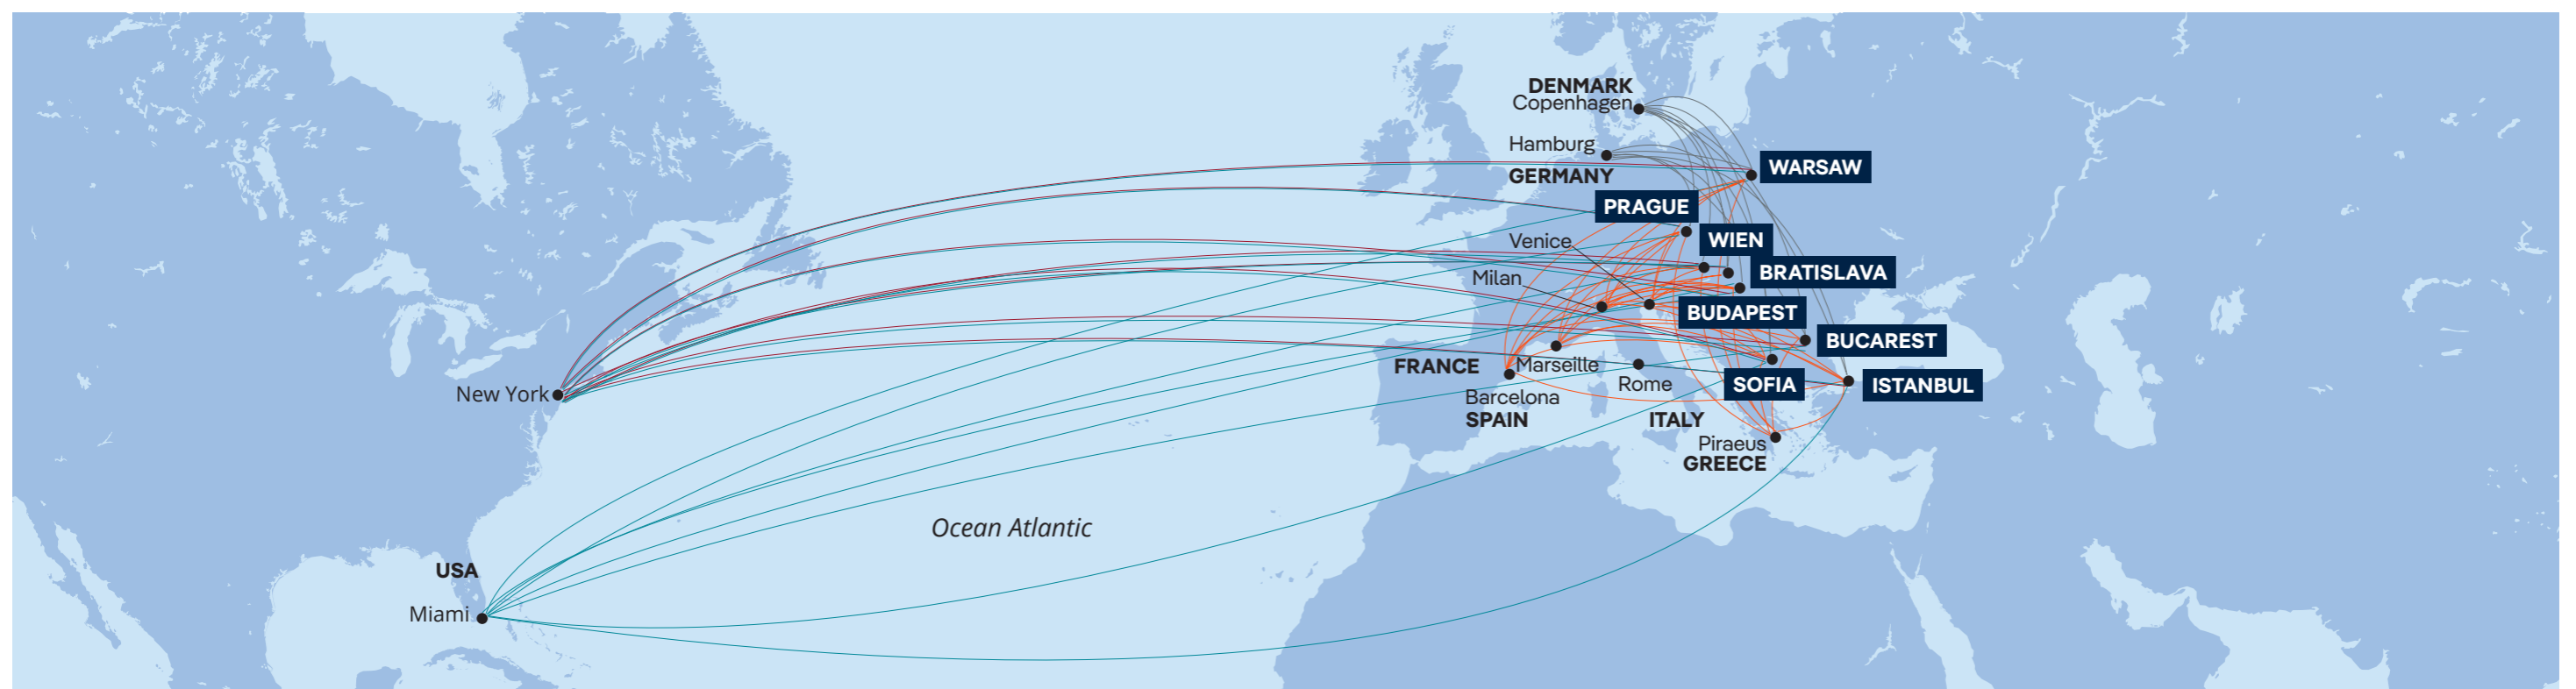 DENMARK
Copenhagen
Hamburg
WARSAW
GERMANY
PRAGUE
Venice
WIEN
Milan
BRATISLAVA
BUDAPEST
BUCAREST
FRANCE
Marseille
Rome
SOFIA
ISTANBUL
New York
Barcelona
SPAIN
ITALY
Piraeus
GREECE
Ocean Atlantic
USA
Miami